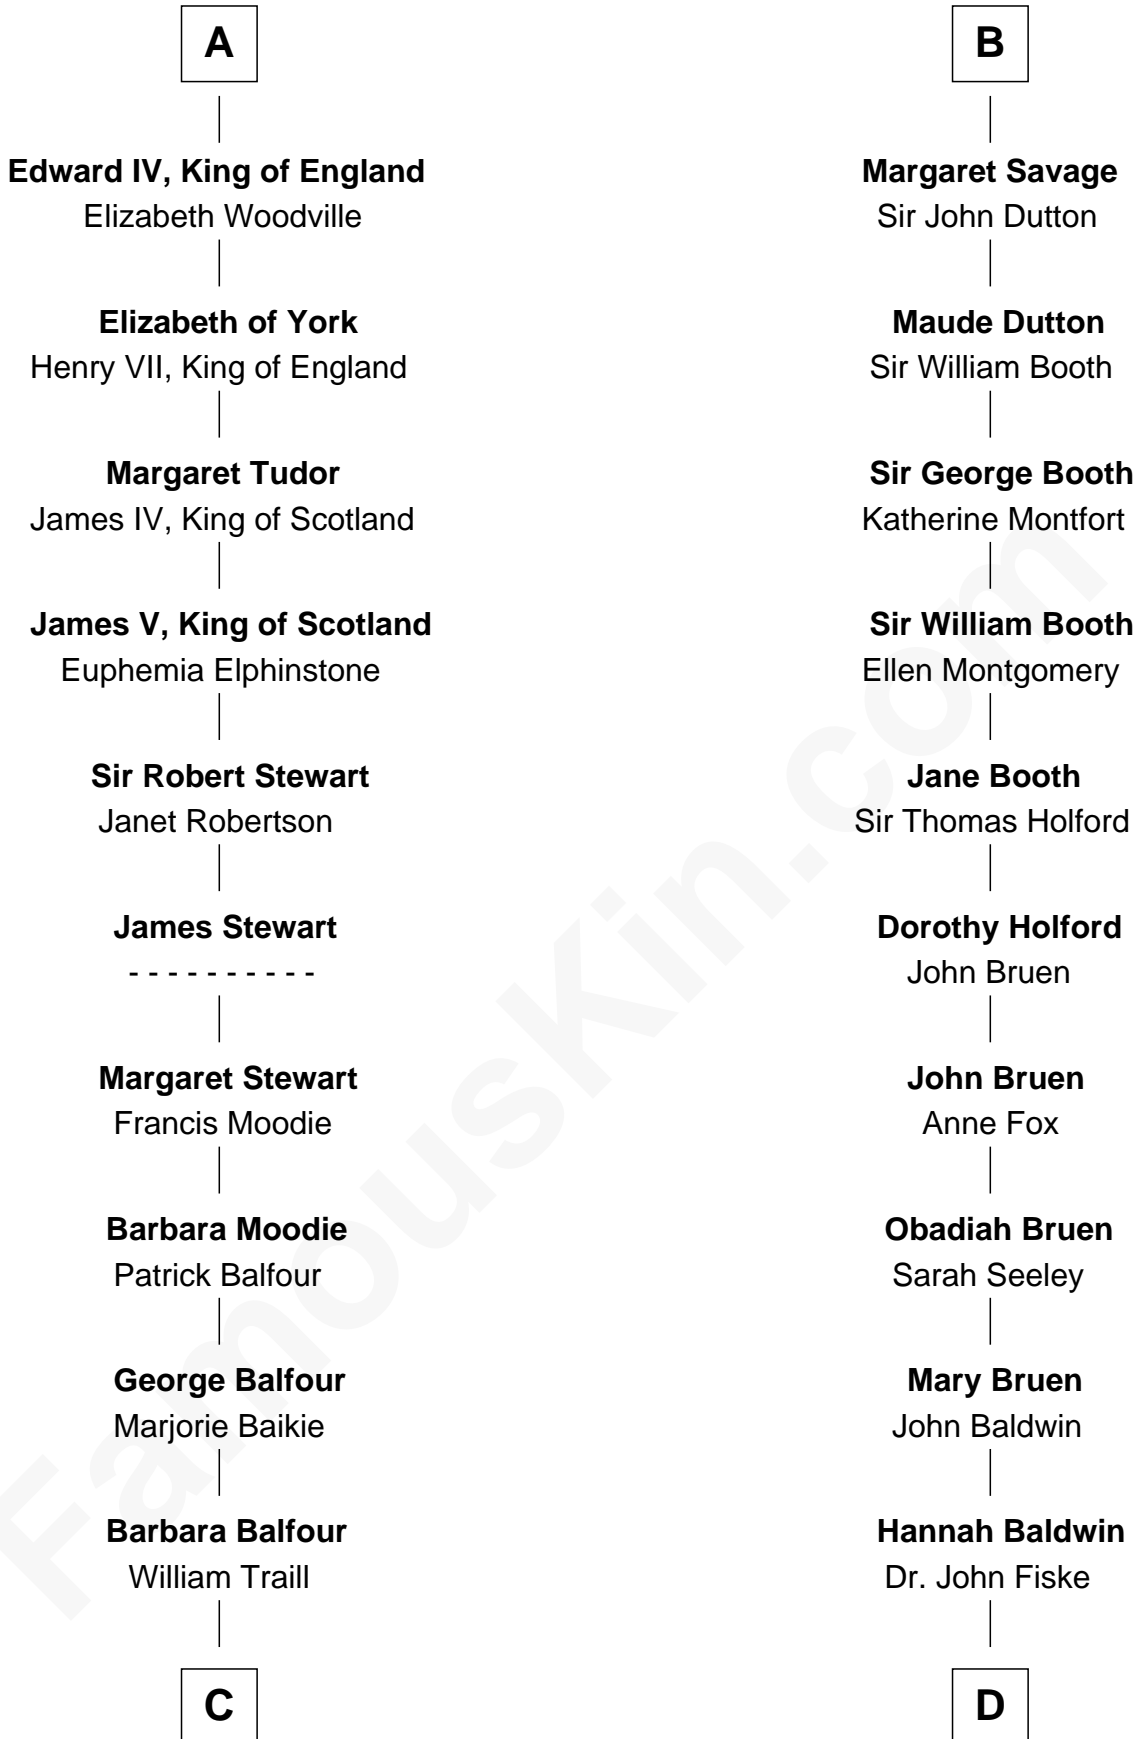 A
Edward IV, King of England
Elizabeth Woodville
Elizabeth of York
Henry VII, King of England
Margaret Tudor
James IV, King of Scotland
James V, King of Scotland
Euphemia Elphinstone
Sir Robert Stewart
Janet Robertson
James Stewart
- - - - - - - - - -
Margaret Stewart
Francis Moodie
Barbara Moodie
Patrick Balfour
George Balfour
Marjorie Baikie
Barbara Balfour
William Traill
C
B
Margaret Savage
Sir John Dutton
Maude Dutton
Sir William Booth
Sir George Booth
Katherine Montfort
Sir William Booth
Ellen Montgomery
Jane Booth
Sir Thomas Holford
Dorothy Holford
John Bruen
John Bruen
Anne Fox
Obadiah Bruen
Sarah Seeley
Mary Bruen
John Baldwin
Hannah Baldwin
Dr. John Fiske
D
FamousKin.com